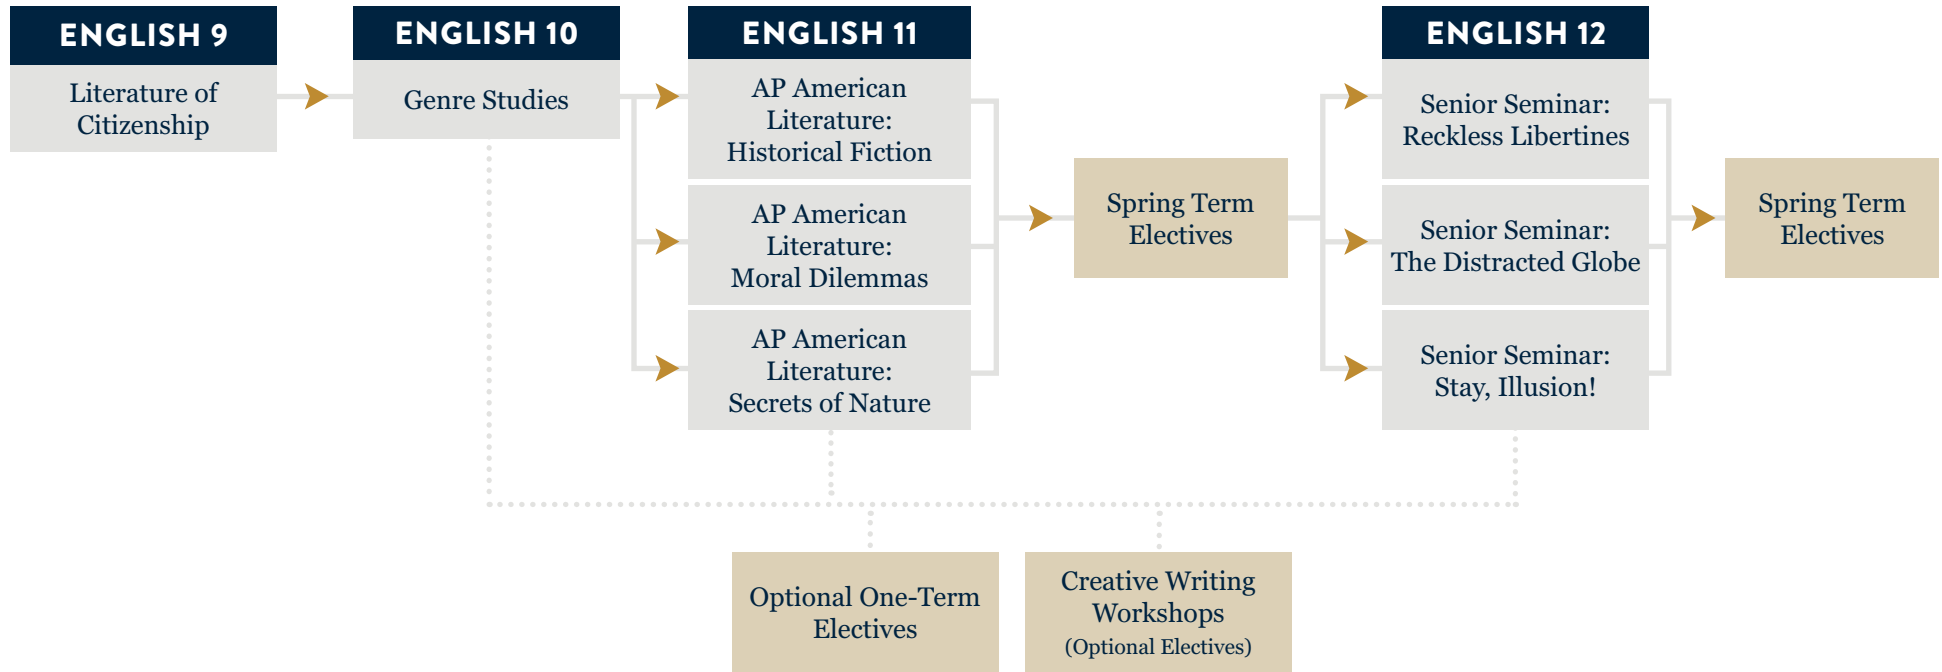 ENGLISH 9
Literature of
Citizenship
ENGLISH 10
Genre Studies
ENGLISH 11
AP American
Literature:
Historical Fiction
AP American
Literature:
Moral Dilemmas
AP American
Literature:
Secrets of Nature
Spring Term
Electives
ENGLISH 12
Senior Seminar:
Reckless Libertines
Senior Seminar:
The Distracted Globe
Senior Seminar:
Stay, Illusion!
Spring Term
Electives
Optional One-Term
Electives
Creative Writing
Workshops
(Optional Electives)